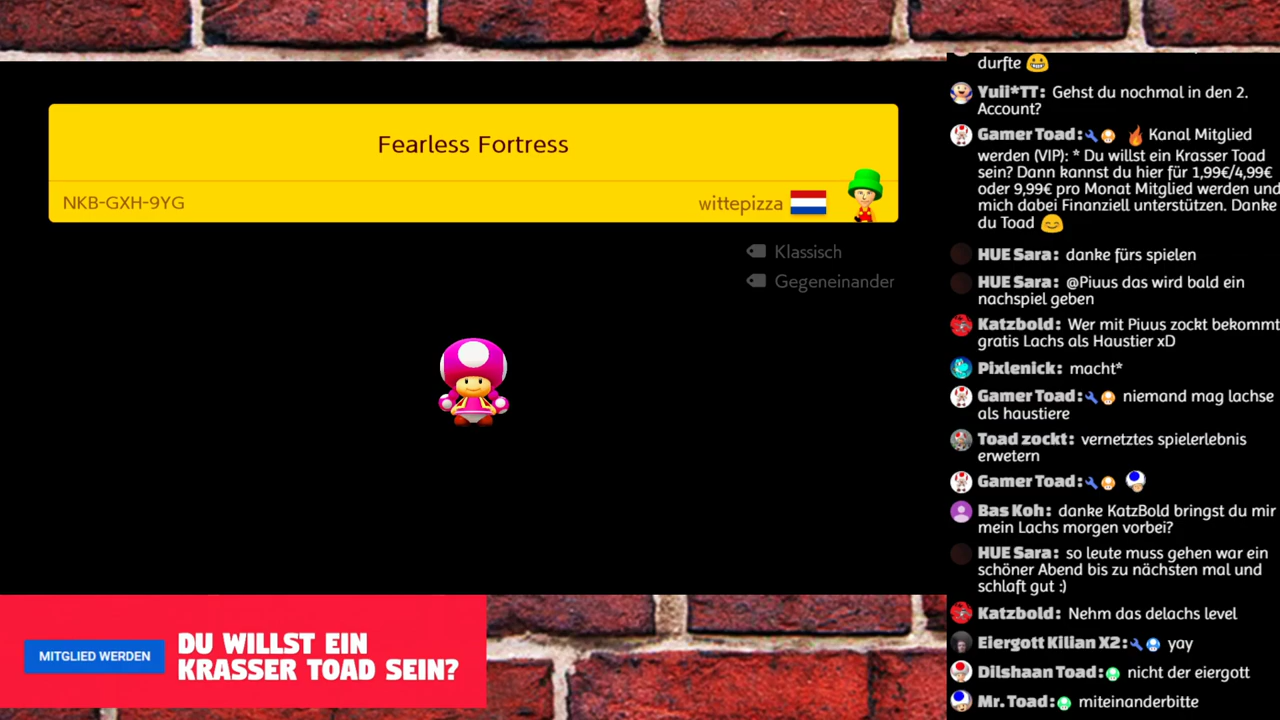 Fearless Fortress
NKB-GXH-9YG
wittepizza
Klassisch
Gegeneinander
MITGLIED WERDEN
DU WILLST EIN
KRASSER TOAD SEIN?
durfte
Yuii*TT: Gehst du nochmal in den 2.
Account?
Gamer Toad: Kanal Mitglied
werden (VIP): * Du willst ein Krasser Toad
sein? Dann kannst du hier für 1,99€/4,99€
oder 9,99€ pro Monat Mitglied werden und
mich dabei Finanziell unterstützen. Danke
du Toad
HUE Sara: danke fürs spielen
HUE Sara: @Piuus das wird bald ein
nachspiel geben
Katzbold: Wer mit Piuus zockt bekommt
gratis Lachs als Haustier xD
Pixlenick: macht*
Gamer Toad: niemand mag lachse
als haustiere
Toad zockt: vernetztes spielerlebnis
erwetern
Gamer Toad:
Bas Koh: danke KatzBold bringst du mir
mein Lachs morgen vorbei?
HUE Sara: so leute muss gehen war ein
schöner Abend bis zu nächsten mal und
schlaft gut :)
Katzbold: Nehm das delachs level
Eiergott Kilian X2: yay
Dilshaan Toad: nicht der eiergott
Mr. Toad: miteinanderbitte